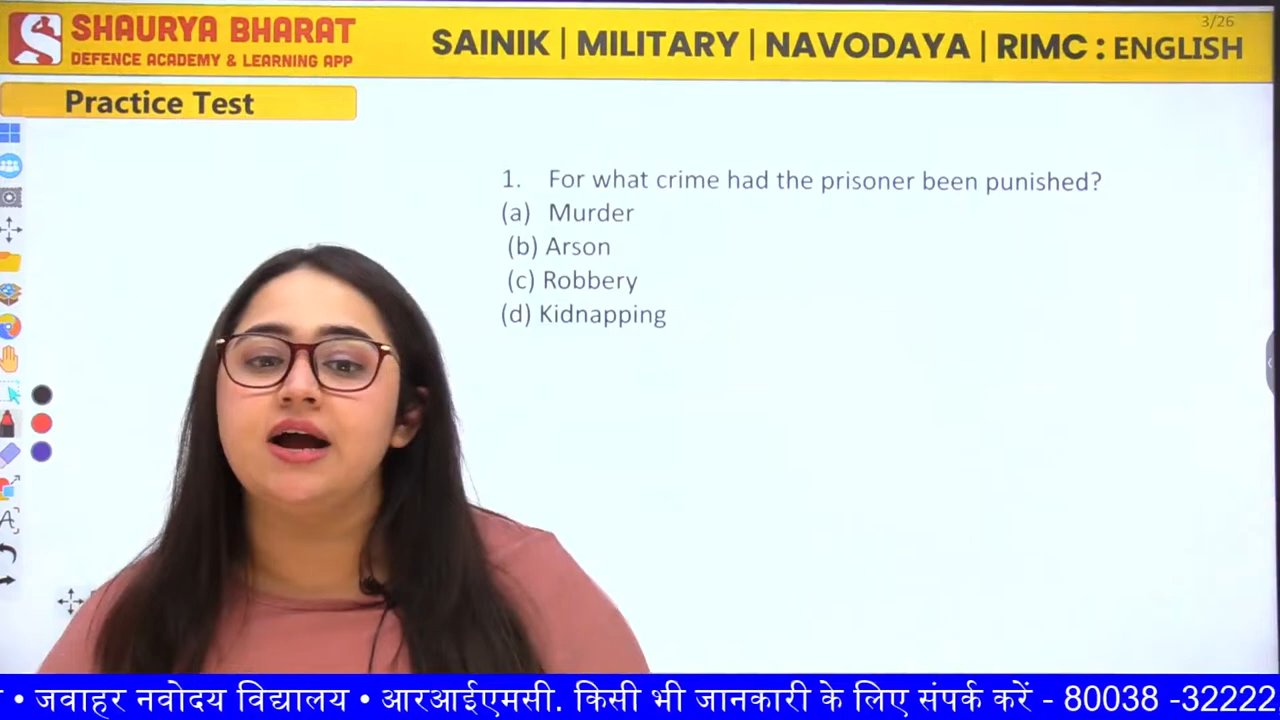 3/26
SHAURYA BHARAT
DEFENCE ACADEMY & LEARNING APP
SAINIK | MILITARY | NAVODAYA | RIMC : ENGLISH
Practice Test
1. For what crime had the prisoner been punished?
(a) Murder
(b) Arson
(c) Robbery
(d) Kidnapping
• जवाहर नवोदय विद्यालय • आरआईएमसी. किसी भी जानकारी के लिए संपर्क करें - 80038 -32222